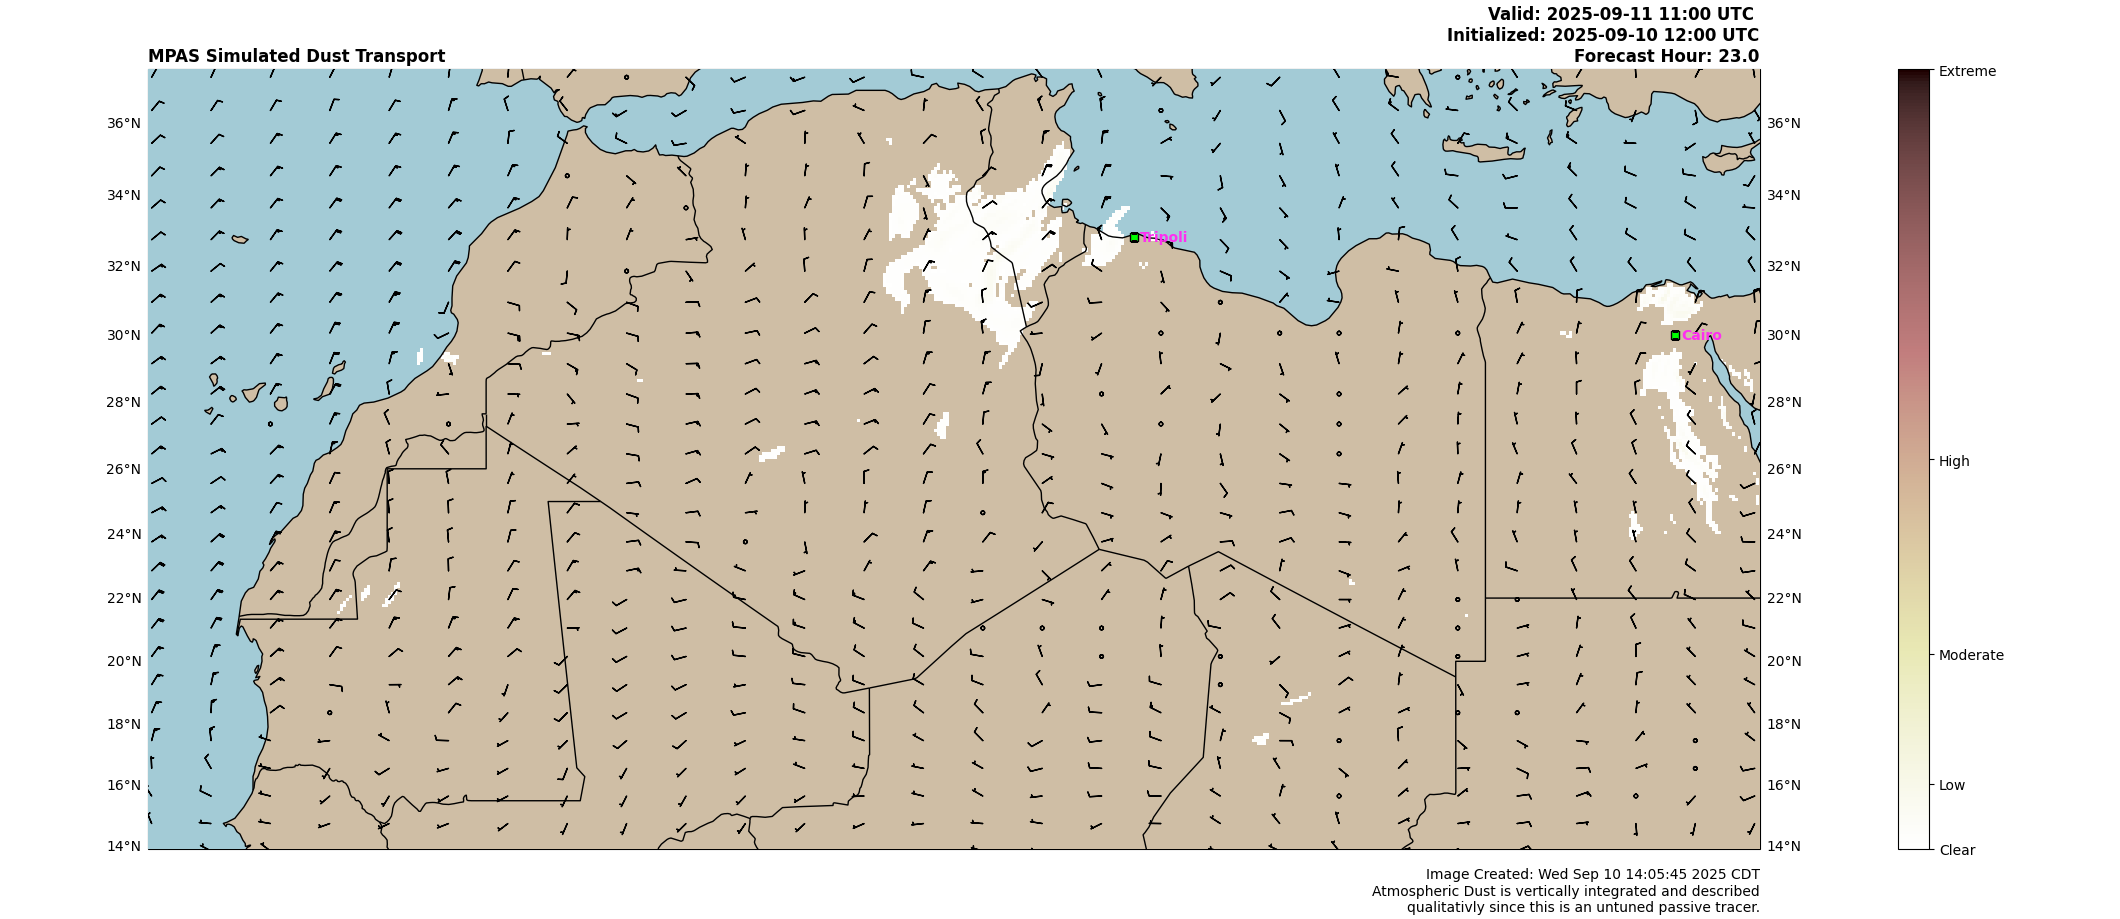 Valid: 2025-09-11 11:00 UTC
Initialized: 2025-09-10 12:00 UTC
MPAS Simulated Dust Transport
Forecast Hour: 23.0
Extreme
36°N
36°N
34°N
34°N
Tripoli
32°N
32°N
30°N
Cairo
30°N
28°N
28°N
26°N
26°N
High
24°N
24°N
22°N
22°N
20°N
20°N
Moderate
18°N
18°N
16°N
16°N
Low
14°N
14°N
Clear
Image Created: Wed Sep 10 14:05:45 2025 CDT
Atmospheric Dust is vertically integrated and described
qualitativly since this is an untuned passive tracer.